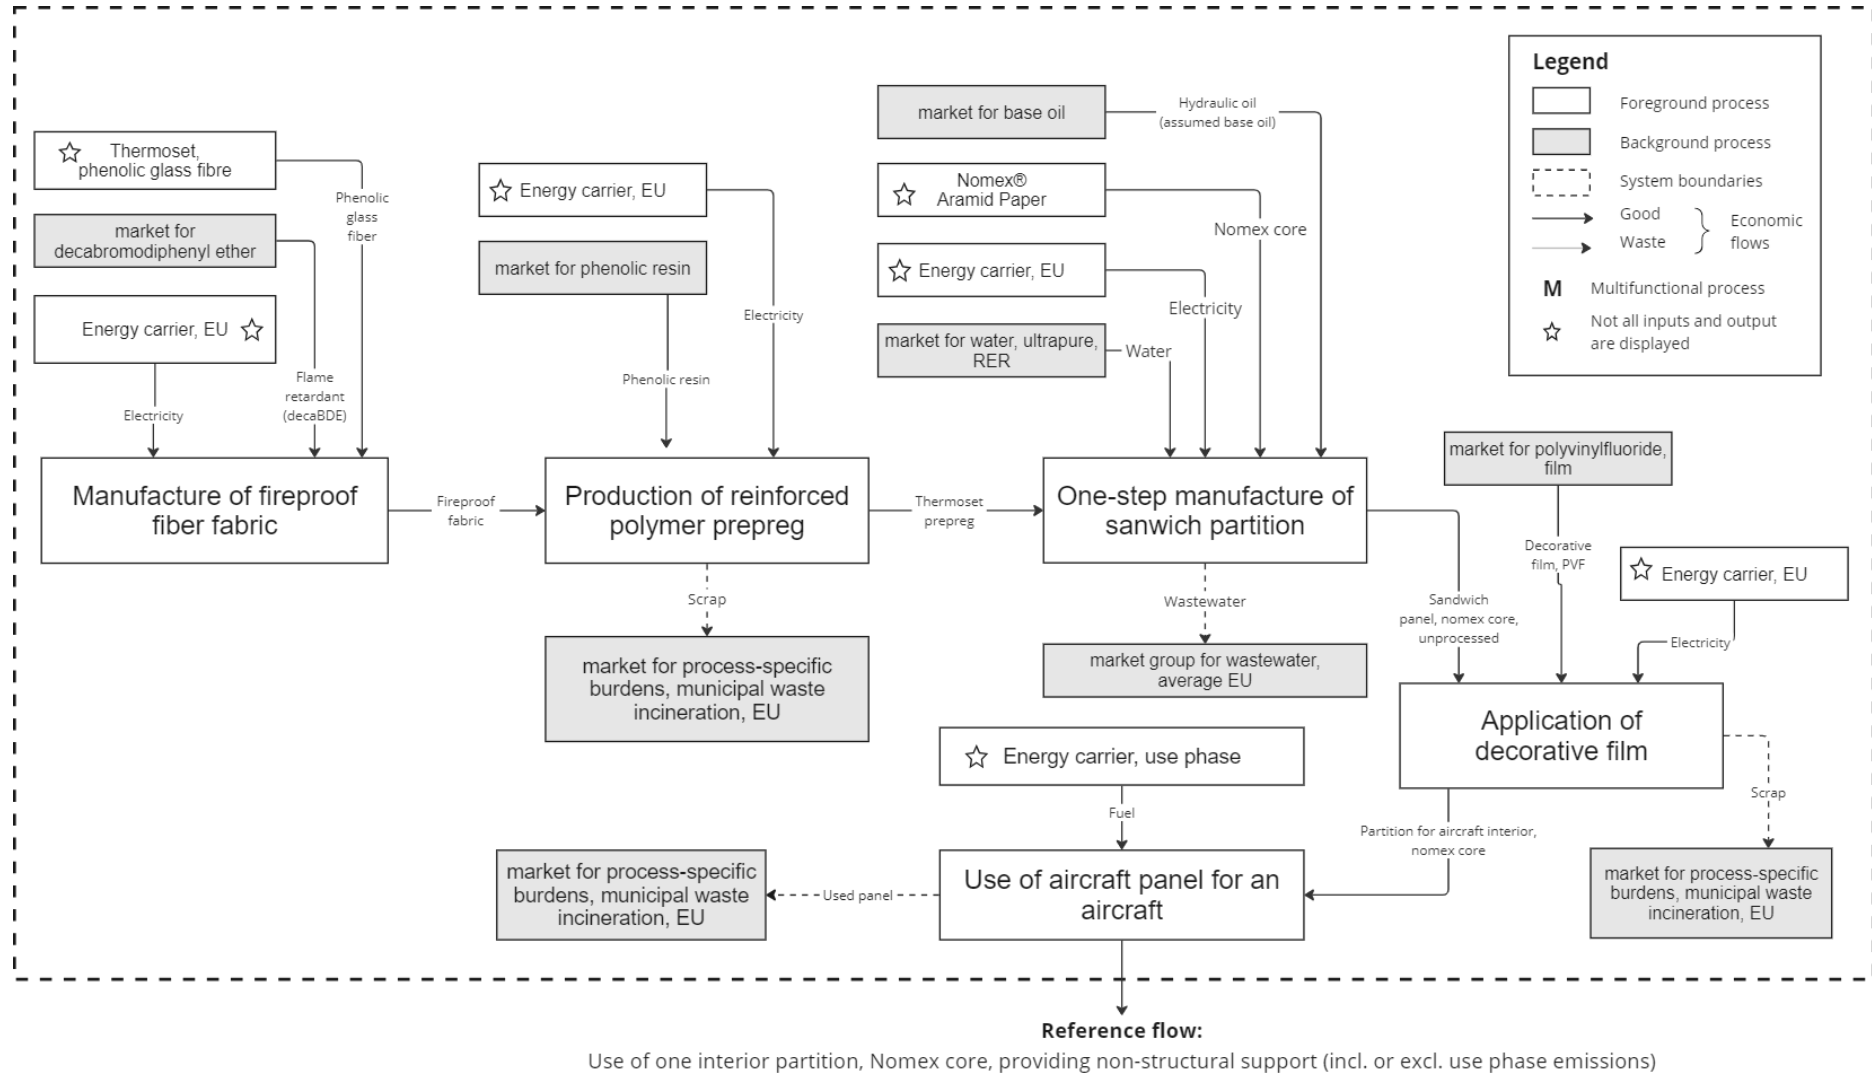 Legend
Foreground process
Background process
System boundaries
Good
Waste
Economic
flows
M
Multifunctional process
Not all inputs and output
are displayed
Thermoset,
phenolic glass fibre
Phenolic
glass
fiber
market for
decabromodiphenyl ether
Energy carrier, EU
Electricity
Flame
retardant
(decaBDE)
Manufacture of fireproof
fiber fabric
Fireproof
fabric
Energy carrier, EU
market for phenolic resin
Electricity
Phenolic resin
Production of reinforced
polymer prepreg
Scrap
market for process-specific
burdens, municipal waste
incineration, EU
Thermoset
prepreg
market for base oil
Hydraulic oil
(assumed base oil)
Nomex®
Aramid Paper
Nomex core
Energy carrier, EU
Electricity
market for water, ultrapure,
RER
Water
One-step manufacture of
sanwich partition
Wastewater
market group for wastewater,
average EU
Sandwich
panel, nomex core,
unprocessed
market for polyvinylfluoride,
film
Decorative
film, PVF
Energy carrier, EU
Electricity
Application of
decorative film
Scrap
market for process-specific
burdens, municipal waste
incineration, EU
Partition for aircraft interior,
nomex core
Energy carrier, use phase
Fuel
Use of aircraft panel for an
aircraft
Used panel
market for process-specific
burdens, municipal waste
incineration, EU
Reference flow:
Use of one interior partition, Nomex core, providing non-structural support (incl. or excl. use phase emissions)